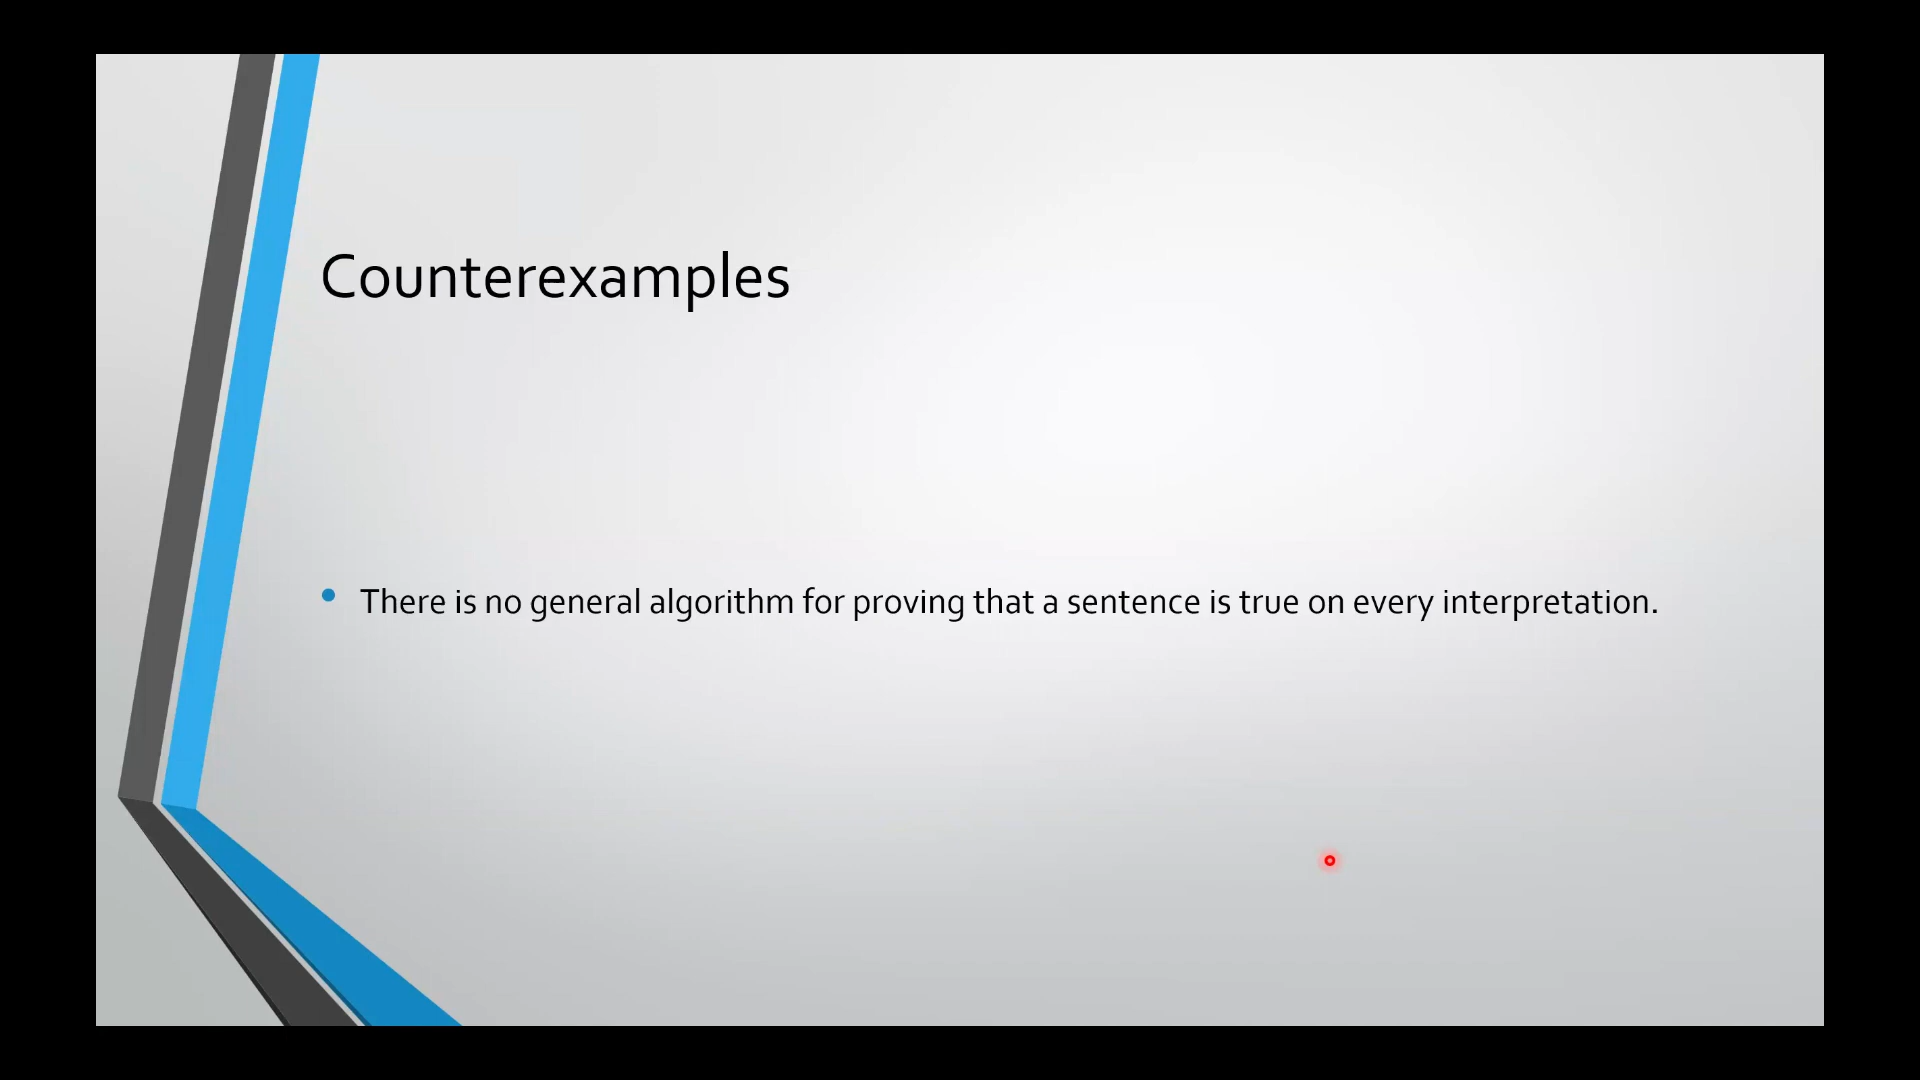 Counterexamples
There is no general algorithm for proving that a sentence is true on every interpretation.